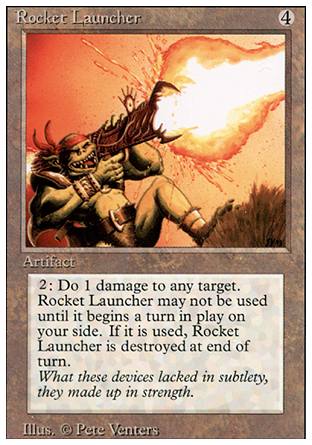 Rocket Launcher 4
Artifact
2: Do 1 damage to any target.
Rocket Launcher may not be used
until it begins a turn in play on
your side. If it is used, Rocket
Launcher is destroyed at end of
turn.
What these devices lacked in subtlety,
they made up in strength.
Illus. © Pete Venters